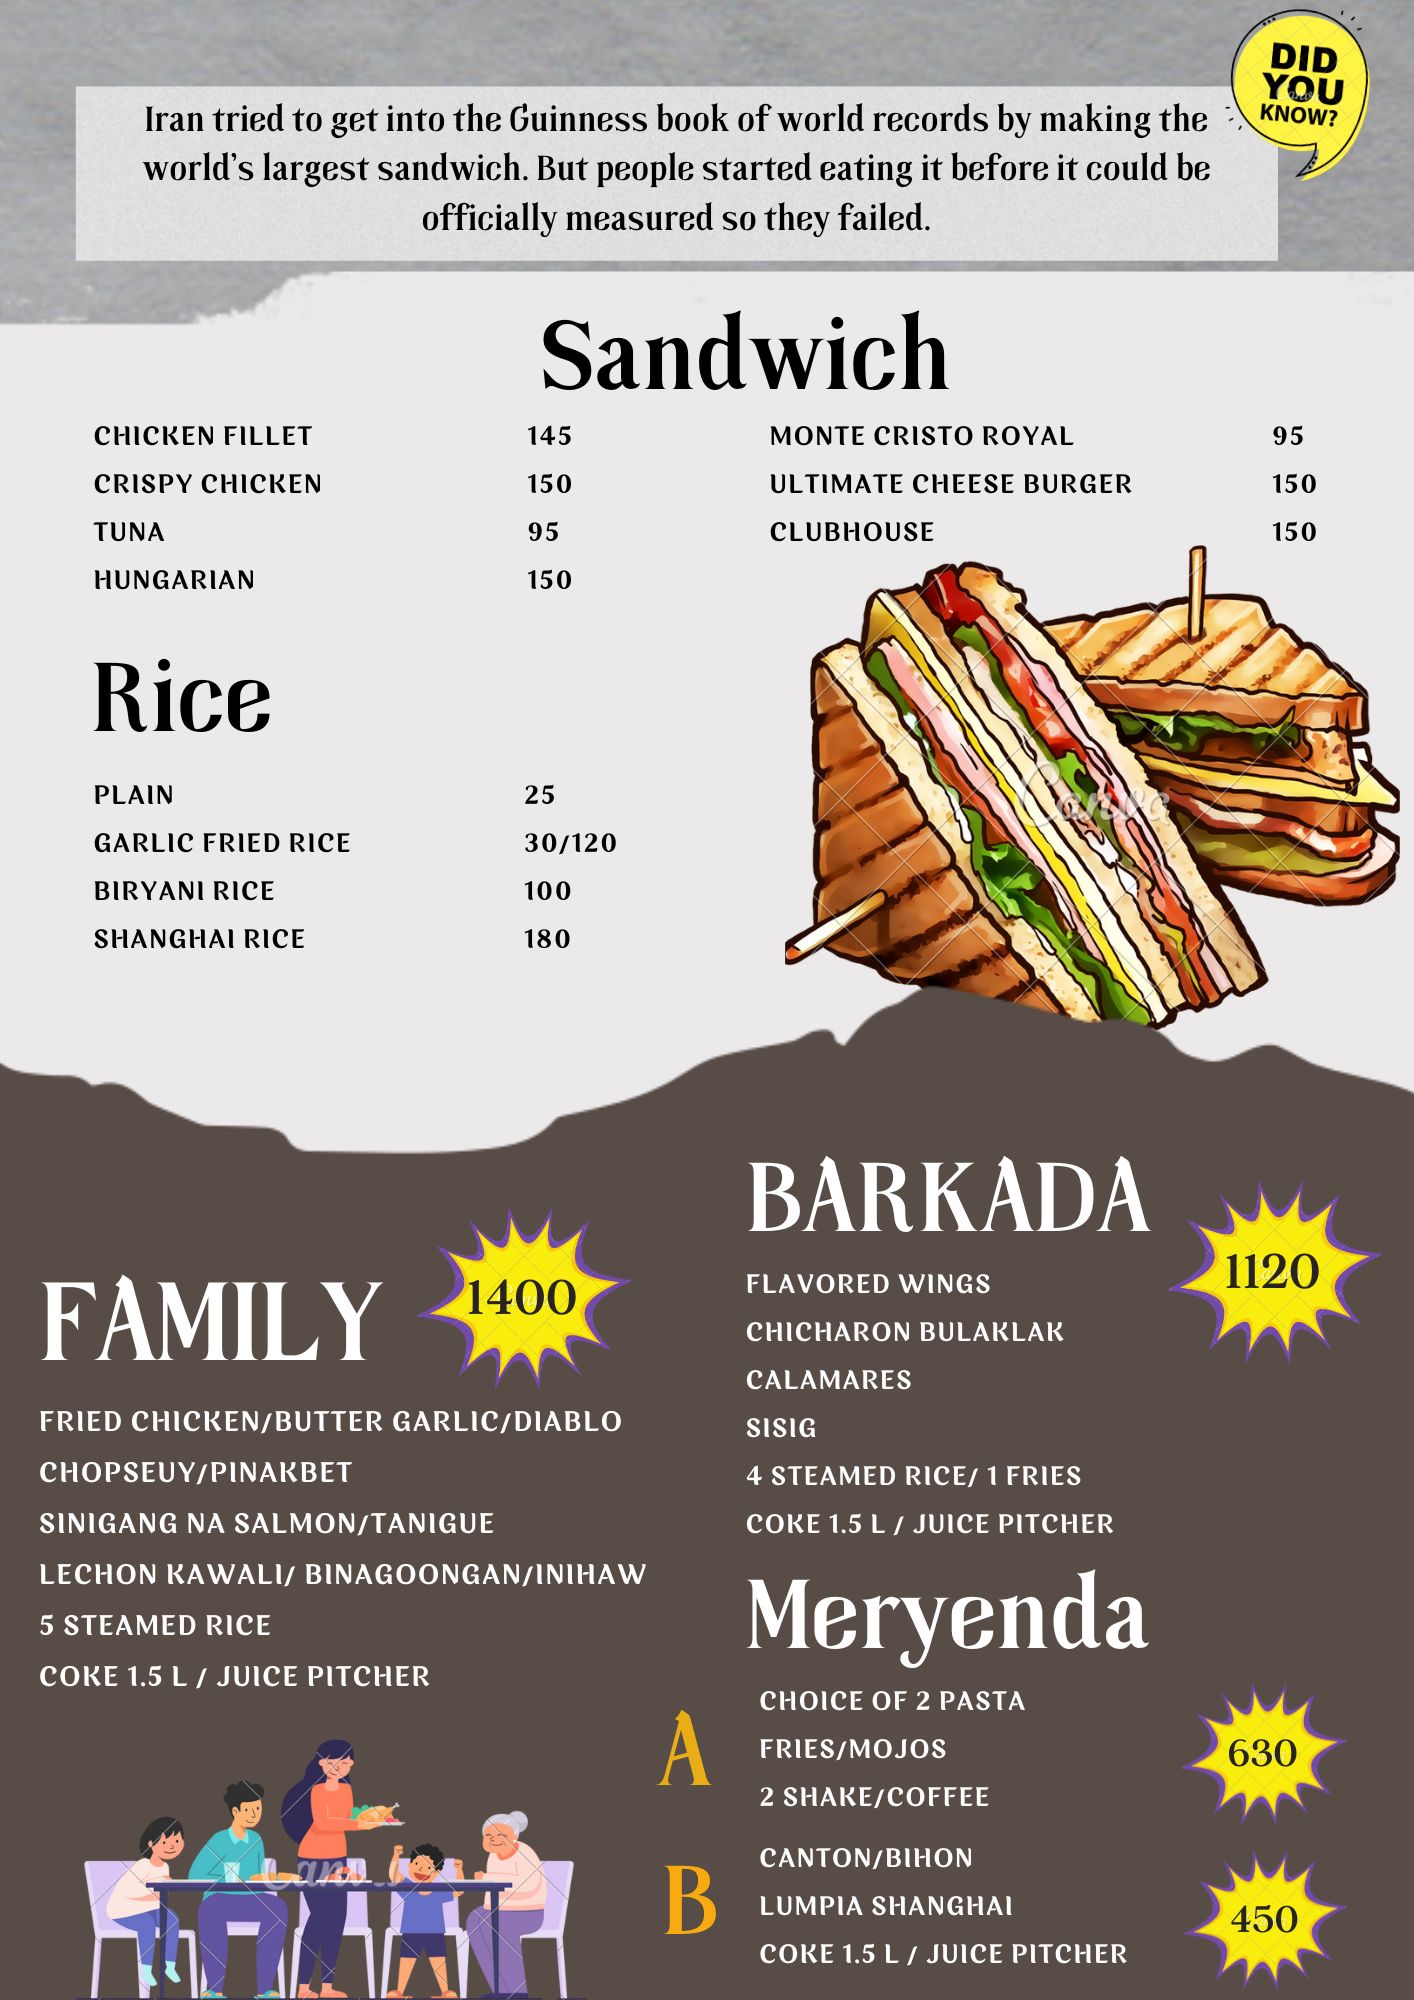 DID
YOU
KNOW?
Iran tried to get into the Guinness book of world records by making the
world's largest sandwich. But people started eating it before it could be
officially measured so they failed.
Sandwich
CHICKEN FILLET 145
CRISPY CHICKEN 150
TUNA 95
HUNGARIAN 150
MONTE CRISTO ROYAL 95
ULTIMATE CHEESE BURGER 150
CLUBHOUSE 150
Rice
PLAIN 25
GARLIC FRIED RICE 30/120
BIRYANI RICE 100
SHANGHAI RICE 180
Canva
FAMILY 1400
FRIED CHICKEN/BUTTER GARLIC/DIABLO
CHOPSEUY/PINAKBET
SINIGANG NA SALMON/TANIGUE
LECHON KAWALI/ BINAGOONGAN/INIHAW
5 STEAMED RICE
COKE 1.5 L / JUICE PITCHER
Canva
BARKADA 1120
FLAVORED WINGS
CHICHARON BULAKLAK
CALAMARES
SISIG
4 STEAMED RICE/ 1 FRIES
COKE 1.5 L / JUICE PITCHER
Meryenda
A
CHOICE OF 2 PASTA
FRIES/MOJOS
2 SHAKE/COFFEE
630
B
CANTON/BIHON
LUMPIA SHANGHAI
COKE 1.5 L / JUICE PITCHER
450